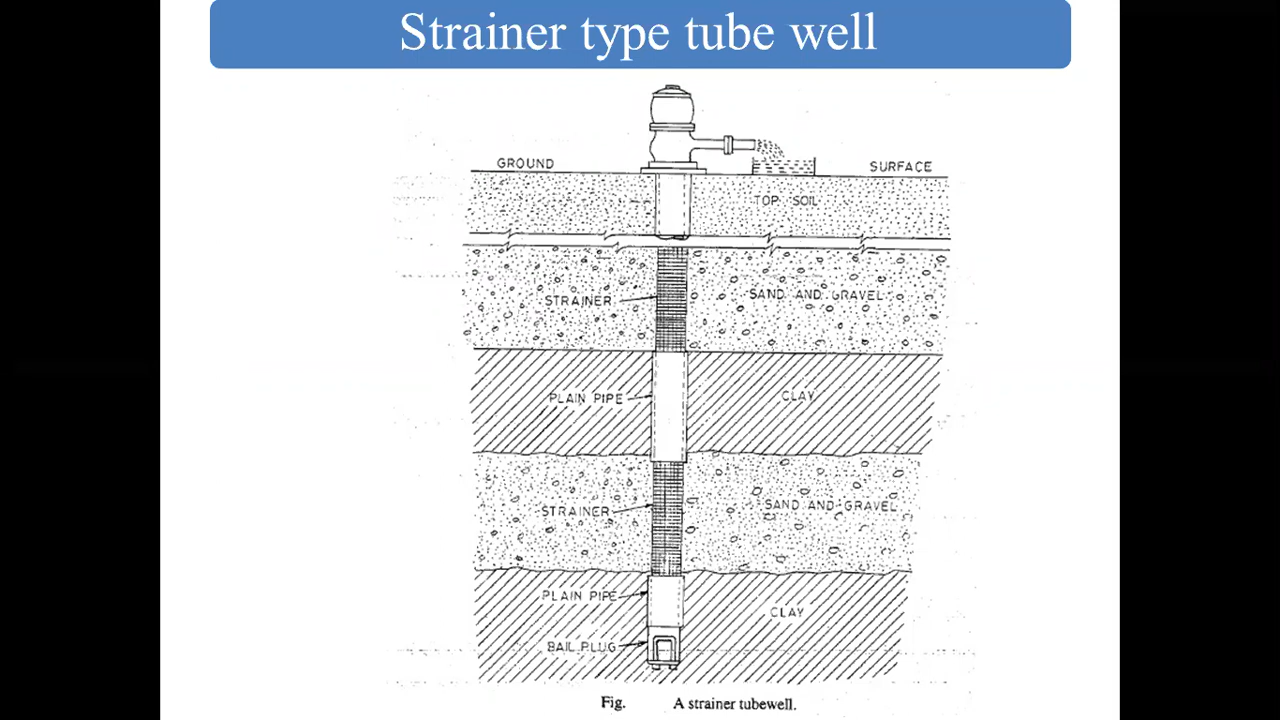 Strainer type tube well
GROUND
SURFACE
TOP SOIL
STRAINER
SAND AND GRAVEL
PLAIN PIPE
CLAY
STRAINER
SAND AND GRAVEL
PLAIN PIPE
CLAY
BAIL PLUG
Fig. A strainer tubewell.